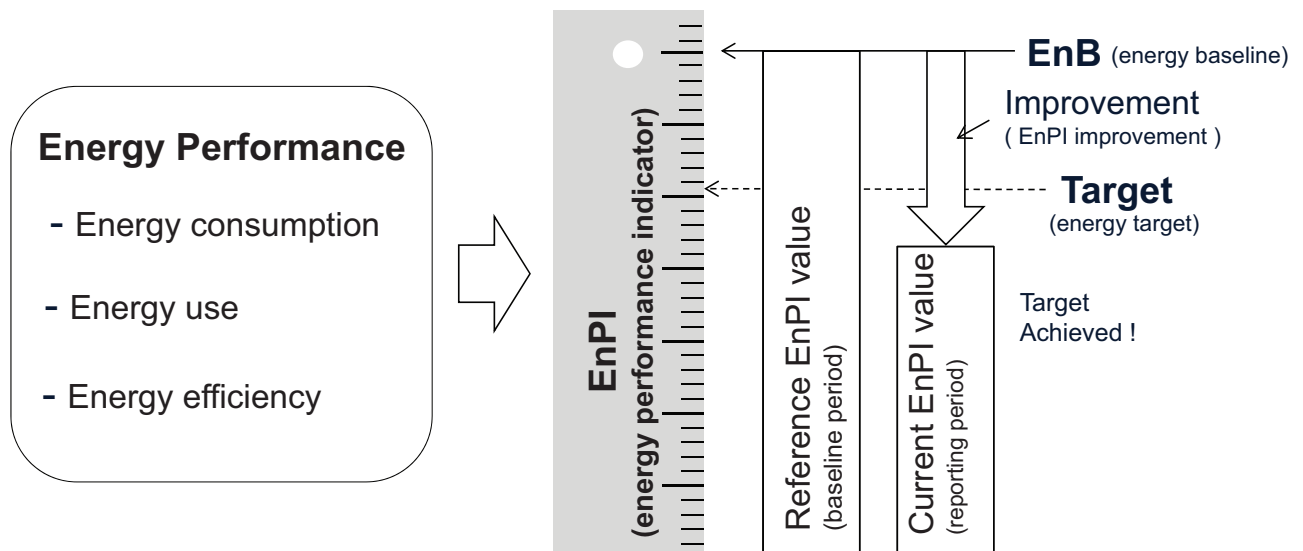 Energy Performance
- Energy consumption
- Energy use
- Energy efficiency
EnPI
(energy performance indicator)
Reference EnPI value
(baseline period)
Current EnPI value
(reporting period)
EnB (energy baseline)
Improvement
( EnPI improvement )
Target
(energy target)
Target
Achieved !